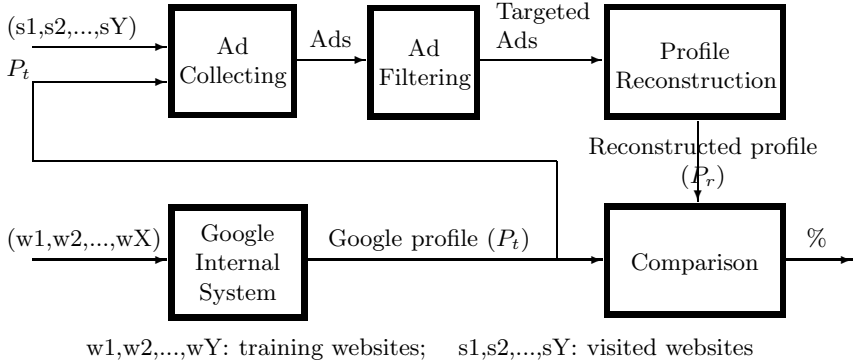 (s1,s2,...,sY)
P_t
Ad
Collecting
Ads
Ad
Filtering
Targeted
Ads
Profile
Reconstruction
Reconstructed profile
(P_r)
(w1,w2,...,wX)
Google
Internal
System
Google profile (P_t)
Comparison
%
w1,w2,...,wY: training websites; s1,s2,...,sY: visited websites